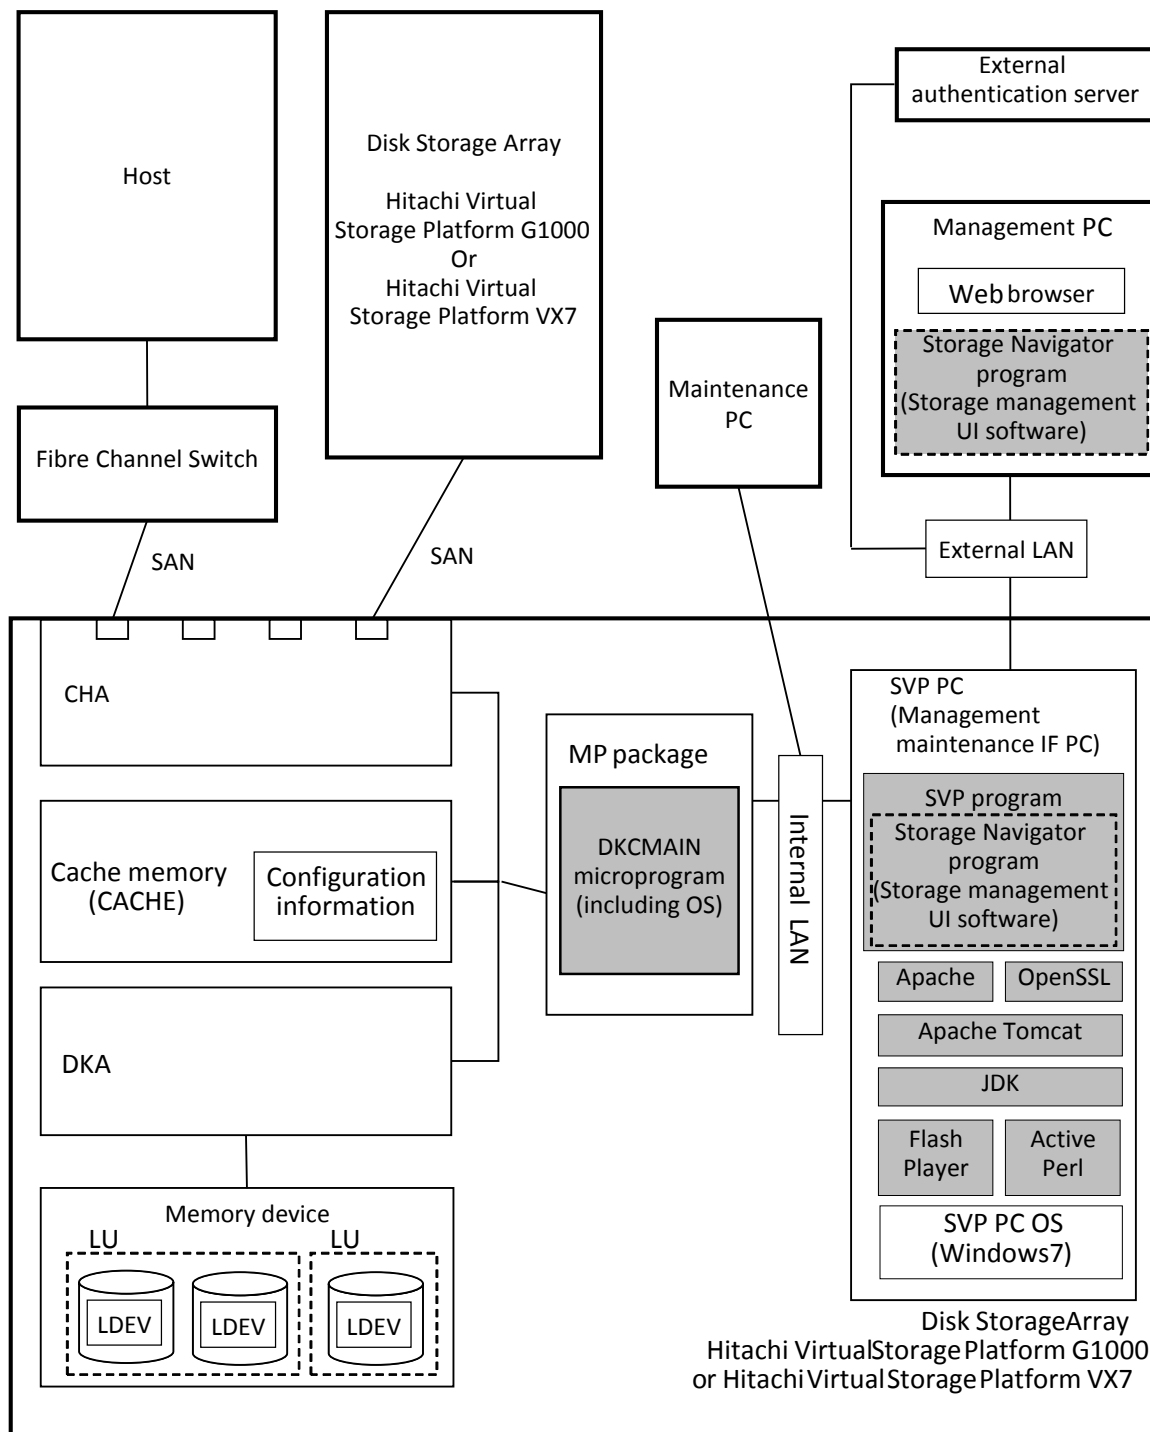 Host
Disk Storage Array
Hitachi Virtual
Storage Platform G1000
Or
Hitachi Virtual
Storage Platform VX7
External
authentication server
Management PC
Web browser
Storage Navigator
program
(Storage management
UI software)
Maintenance
PC
Fibre Channel Switch
External LAN
SAN
SAN
CHA
Cache memory
(CACHE)
Configuration
information
DKA
Memory device
LU
LU
LDEV
LDEV
LDEV
MP package
DKCMAIN
microprogram
(including OS)
Internal LAN
SVP PC
(Management
maintenance IF PC)
SVP program
Storage Navigator
program
(Storage management
UI software)
Apache
OpenSSL
Apache Tomcat
JDK
Flash
Player
Active
Perl
SVP PC OS
(Windows7)
Disk StorageArray
Hitachi VirtualStorage Platform G1000
or Hitachi Virtual Storage Platform VX7